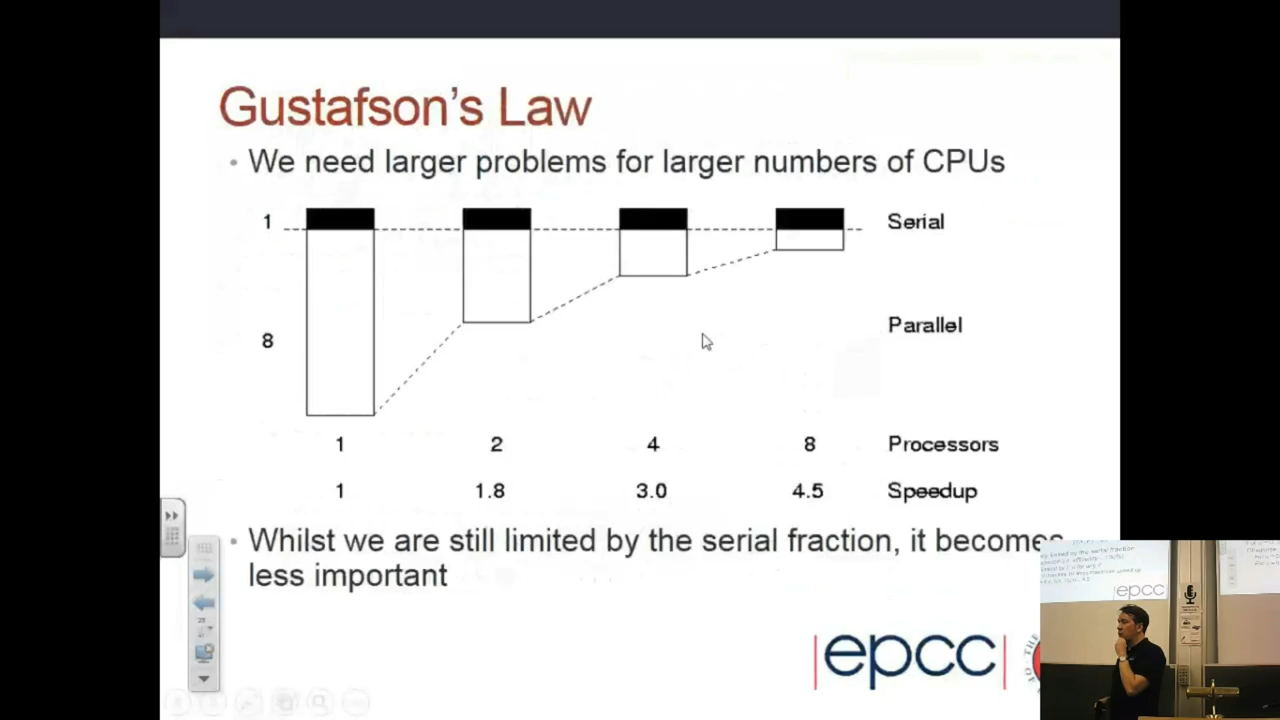 Gustafson's Law
• We need larger problems for larger numbers of CPUs
1 Serial
8 Parallel
1 2 4 8 Processors
1 1.8 3.0 4.5 Speedup
• Whilst we are still limited by the serial fraction, it becomes
less important
epcc
epcc